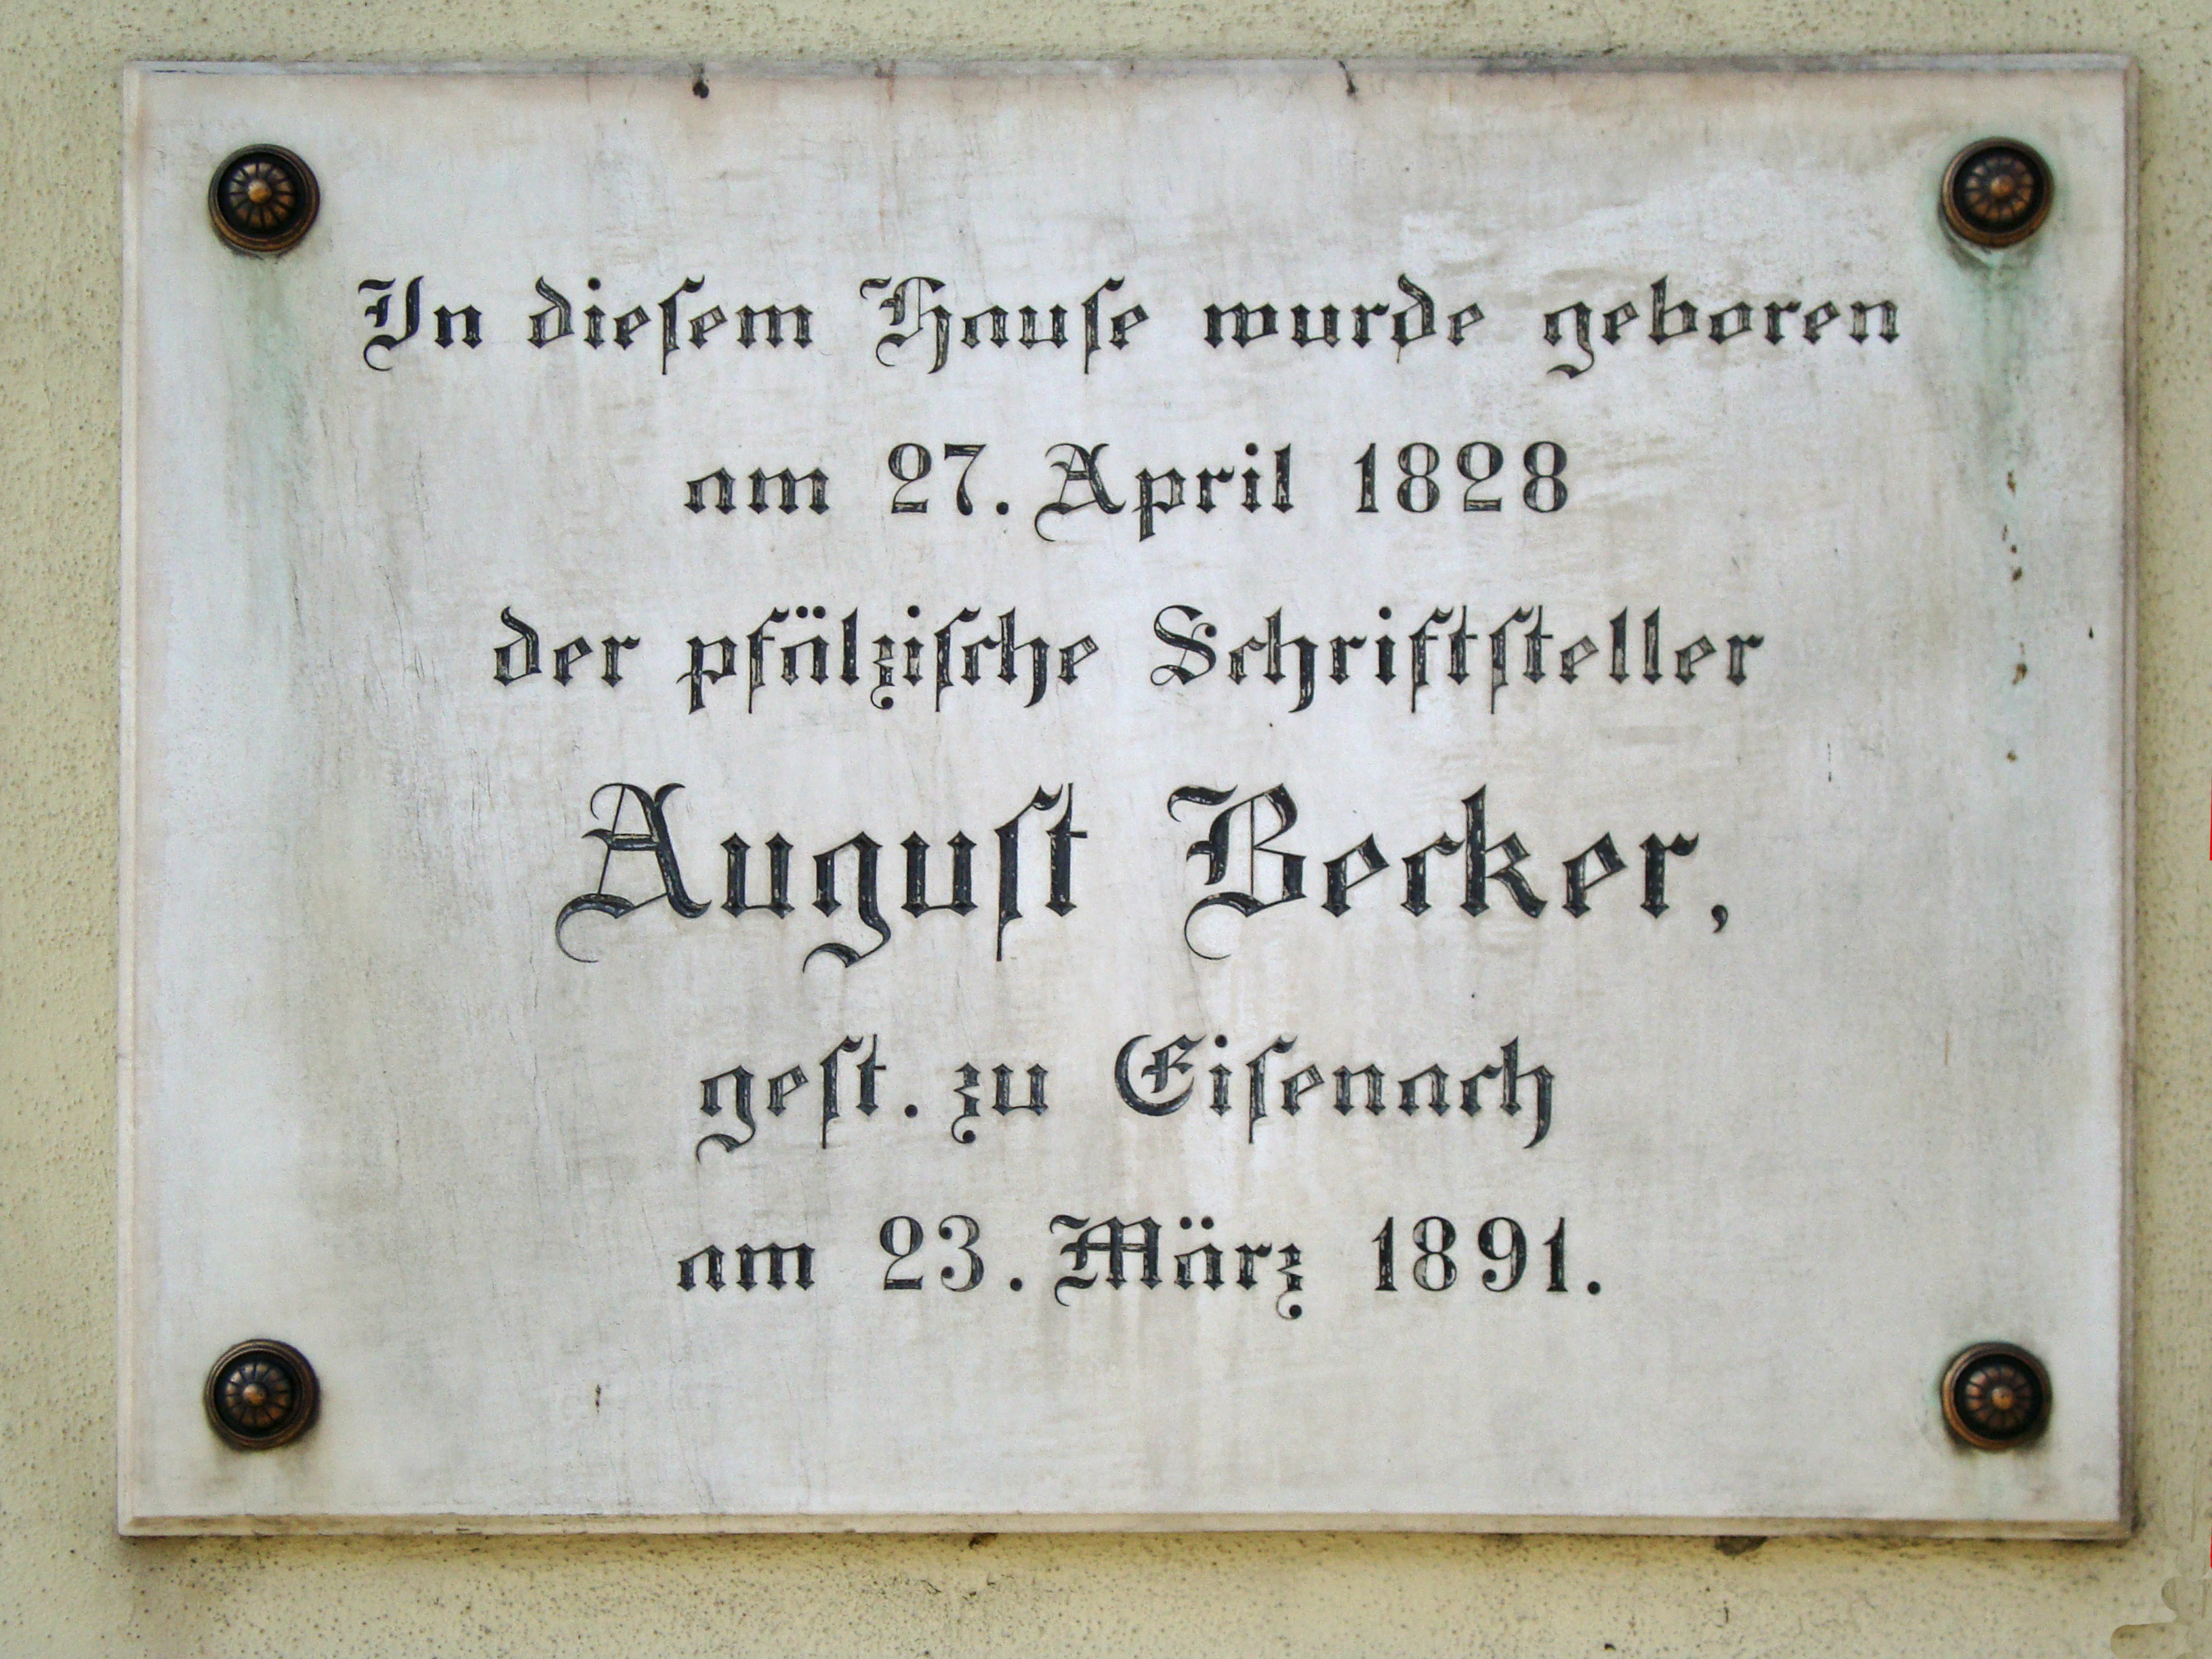 In dieſem Hauſe wurde geboren
am 27. April 1828
der pfälziſche Schriftſteller
Auguſt Becker,
geſt. zu Eiſenach
am 23. März 1891.